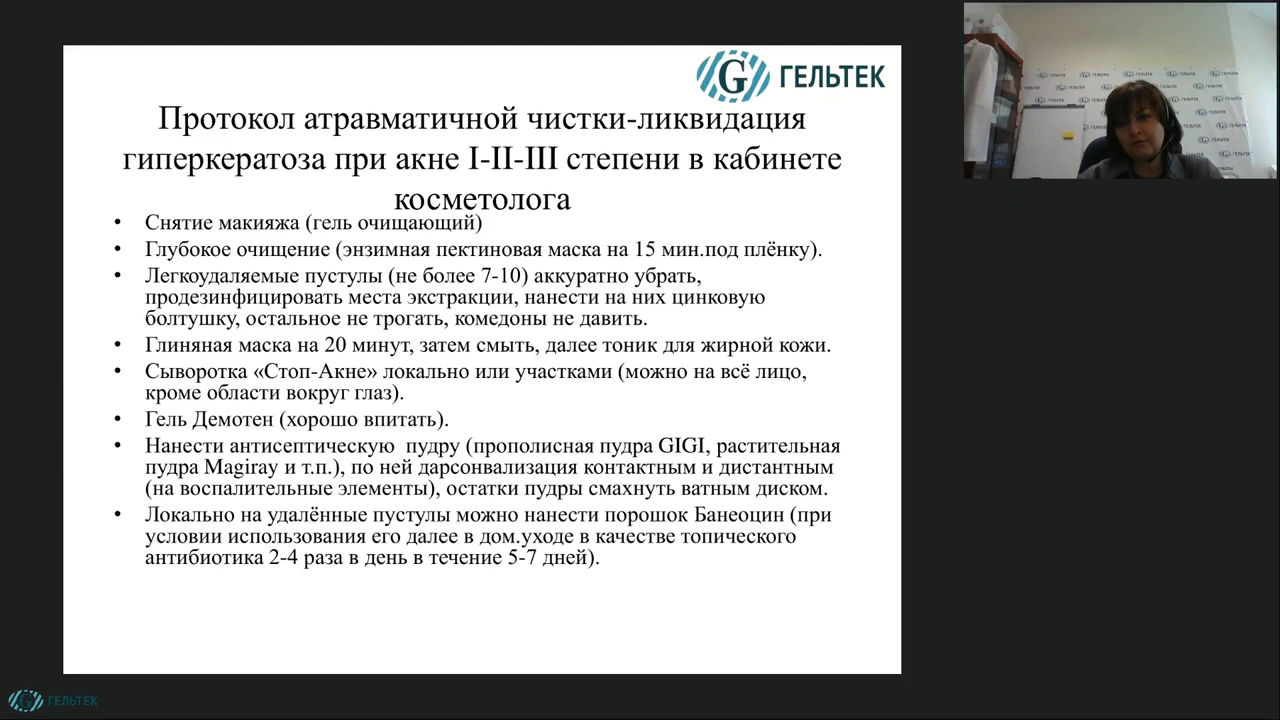 ГЕЛЬТЕК
Протокол атравматичной чистки-ликвидация
гиперкератоза при акне I-II-III степени в кабинете
косметолога
• Снятие макияжа (гель очищающий)
• Глубокое очищение (энзимная пектиновая маска на 15 мин.под плёнку).
• Легкоудаляемые пустулы (не более 7-10) аккуратно убрать,
продезинфицировать места экстракции, нанести на них цинковую
болтушку, остальное не трогать, комедоны не давить.
• Глиняная маска на 20 минут, затем смыть, далее тоник для жирной кожи.
• Сыворотка «Стоп-Акне» локально или участками (можно на всё лицо,
кроме области вокруг глаз).
• Гель Демотен (хорошо впитать).
• Нанести антисептическую пудру (прополисная пудра GIGI, растительная
пудра Magiray и т.п.), по ней дарсонвализация контактным и дистантным
(на воспалительные элементы), остатки пудры смахнуть ватным диском.
• Локально на удалённые пустулы можно нанести порошок Банеоцин (при
условии использования его далее в дом.уходе в качестве топического
антибиотика 2-4 раза в день в течение 5-7 дней).
ГЕЛЬТЕК